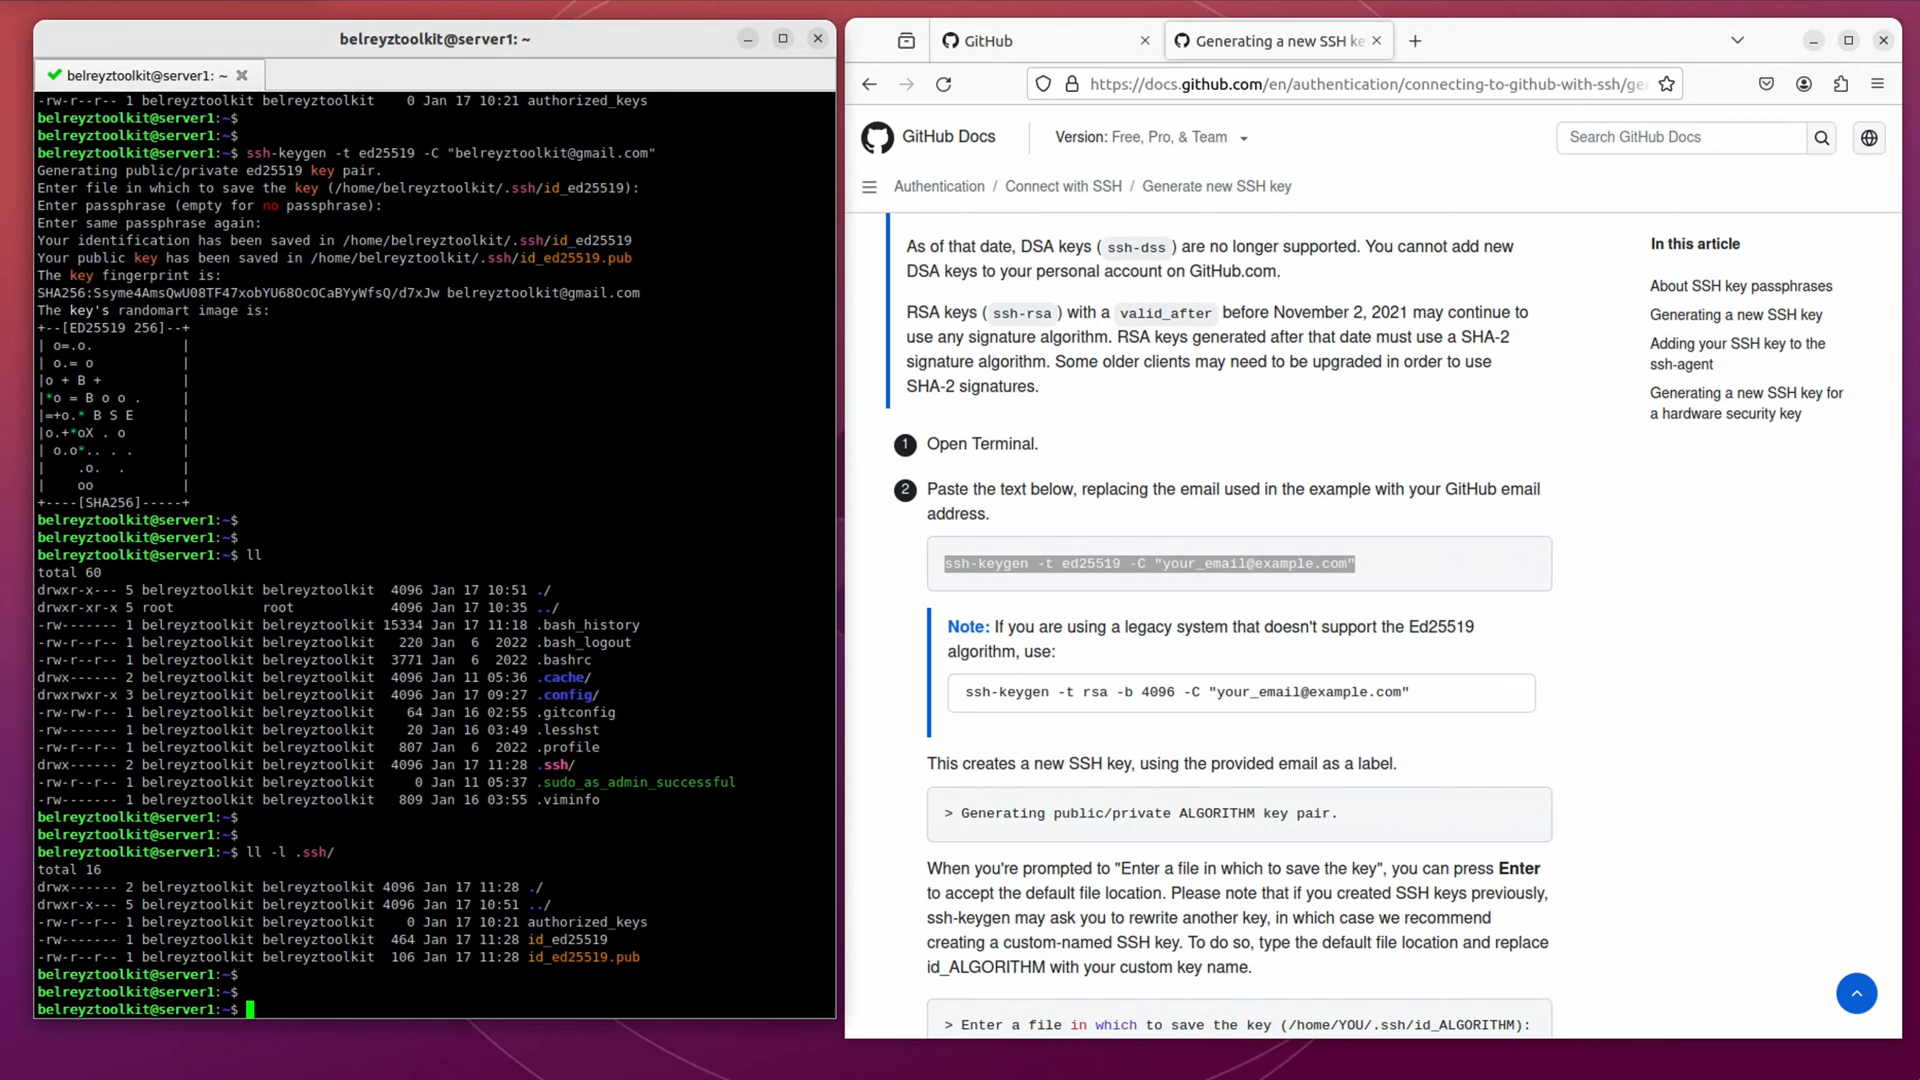 belreyztoolkit@server1: ~
belreyztoolkit@server1: ~
-rw-r--r-- 1 belreyztoolkit belreyztoolkit    0 Jan 17 10:21 authorized_keys
belreyztoolkit@server1:~$
belreyztoolkit@server1:~$
belreyztoolkit@server1:~$ ssh-keygen -t ed25519 -C "belreyztoolkit@gmail.com"
Generating public/private ed25519 key pair.
Enter file in which to save the key (/home/belreyztoolkit/.ssh/id_ed25519):
Enter passphrase (empty for no passphrase):
Enter same passphrase again:
Your identification has been saved in /home/belreyztoolkit/.ssh/id_ed25519
Your public key has been saved in /home/belreyztoolkit/.ssh/id_ed25519.pub
The key fingerprint is:
SHA256:Ssyme4AmsQwU08TF47xobYU68OcOCaBYyWfsQ/d7xJw belreyztoolkit@gmail.com
The key's randomart image is:
+--[ED25519 256]--+
| o=.o.           |
| o.= o           |
|o + B +          |
|*o = B o o .     |
|=+o.* B S E      |
|o.+*oX . o       |
| o.o*.. . .      |
|    .o.  .       |
|    oo           |
+----[SHA256]-----+
belreyztoolkit@server1:~$
belreyztoolkit@server1:~$
belreyztoolkit@server1:~$ ll
total 60
drwxr-x--- 5 belreyztoolkit belreyztoolkit  4096 Jan 17 10:51 ./
drwxr-xr-x 5 root           root            4096 Jan 17 10:35 ../
-rw------- 1 belreyztoolkit belreyztoolkit 15334 Jan 17 11:18 .bash_history
-rw-r--r-- 1 belreyztoolkit belreyztoolkit   220 Jan  6  2022 .bash_logout
-rw-r--r-- 1 belreyztoolkit belreyztoolkit  3771 Jan  6  2022 .bashrc
drwx------ 2 belreyztoolkit belreyztoolkit  4096 Jan 11 05:36 .cache/
drwxrwxr-x 3 belreyztoolkit belreyztoolkit  4096 Jan 17 09:27 .config/
-rw-rw-r-- 1 belreyztoolkit belreyztoolkit    64 Jan 16 02:55 .gitconfig
-rw------- 1 belreyztoolkit belreyztoolkit    20 Jan 16 03:49 .lesshst
-rw-r--r-- 1 belreyztoolkit belreyztoolkit   807 Jan  6  2022 .profile
drwx------ 2 belreyztoolkit belreyztoolkit  4096 Jan 17 11:28 .ssh/
-rw-r--r-- 1 belreyztoolkit belreyztoolkit     0 Jan 11 05:37 .sudo_as_admin_successful
-rw------- 1 belreyztoolkit belreyztoolkit   809 Jan 16 03:55 .viminfo
belreyztoolkit@server1:~$
belreyztoolkit@server1:~$
belreyztoolkit@server1:~$ ll -l .ssh/
total 16
drwx------ 2 belreyztoolkit belreyztoolkit 4096 Jan 17 11:28 ./
drwxr-x--- 5 belreyztoolkit belreyztoolkit 4096 Jan 17 10:51 ../
-rw-r--r-- 1 belreyztoolkit belreyztoolkit    0 Jan 17 10:21 authorized_keys
-rw------- 1 belreyztoolkit belreyztoolkit  464 Jan 17 11:28 id_ed25519
-rw-r--r-- 1 belreyztoolkit belreyztoolkit  106 Jan 17 11:28 id_ed25519.pub
belreyztoolkit@server1:~$
belreyztoolkit@server1:~$
belreyztoolkit@server1:~$
GitHub
Generating a new SSH ke
https://docs.github.com/en/authentication/connecting-to-github-with-ssh/ger
GitHub Docs
Version: Free, Pro, & Team
Search GitHub Docs
Authentication / Connect with SSH / Generate new SSH key
As of that date, DSA keys ( ssh-dss ) are no longer supported. You cannot add new
DSA keys to your personal account on GitHub.com.
RSA keys ( ssh-rsa ) with a valid_after before November 2, 2021 may continue to
use any signature algorithm. RSA keys generated after that date must use a SHA-2
signature algorithm. Some older clients may need to be upgraded in order to use
SHA-2 signatures.
1 Open Terminal.
2 Paste the text below, replacing the email used in the example with your GitHub email
address.
ssh-keygen -t ed25519 -C "your_email@example.com"
Note: If you are using a legacy system that doesn't support the Ed25519
algorithm, use:
ssh-keygen -t rsa -b 4096 -C "your_email@example.com"
This creates a new SSH key, using the provided email as a label.
> Generating public/private ALGORITHM key pair.
When you're prompted to "Enter a file in which to save the key", you can press Enter
to accept the default file location. Please note that if you created SSH keys previously,
ssh-keygen may ask you to rewrite another key, in which case we recommend
creating a custom-named SSH key. To do so, type the default file location and replace
id_ALGORITHM with your custom key name.
> Enter a file in which to save the key (/home/YOU/.ssh/id_ALGORITHM):
In this article
About SSH key passphrases
Generating a new SSH key
Adding your SSH key to the
ssh-agent
Generating a new SSH key for
a hardware security key